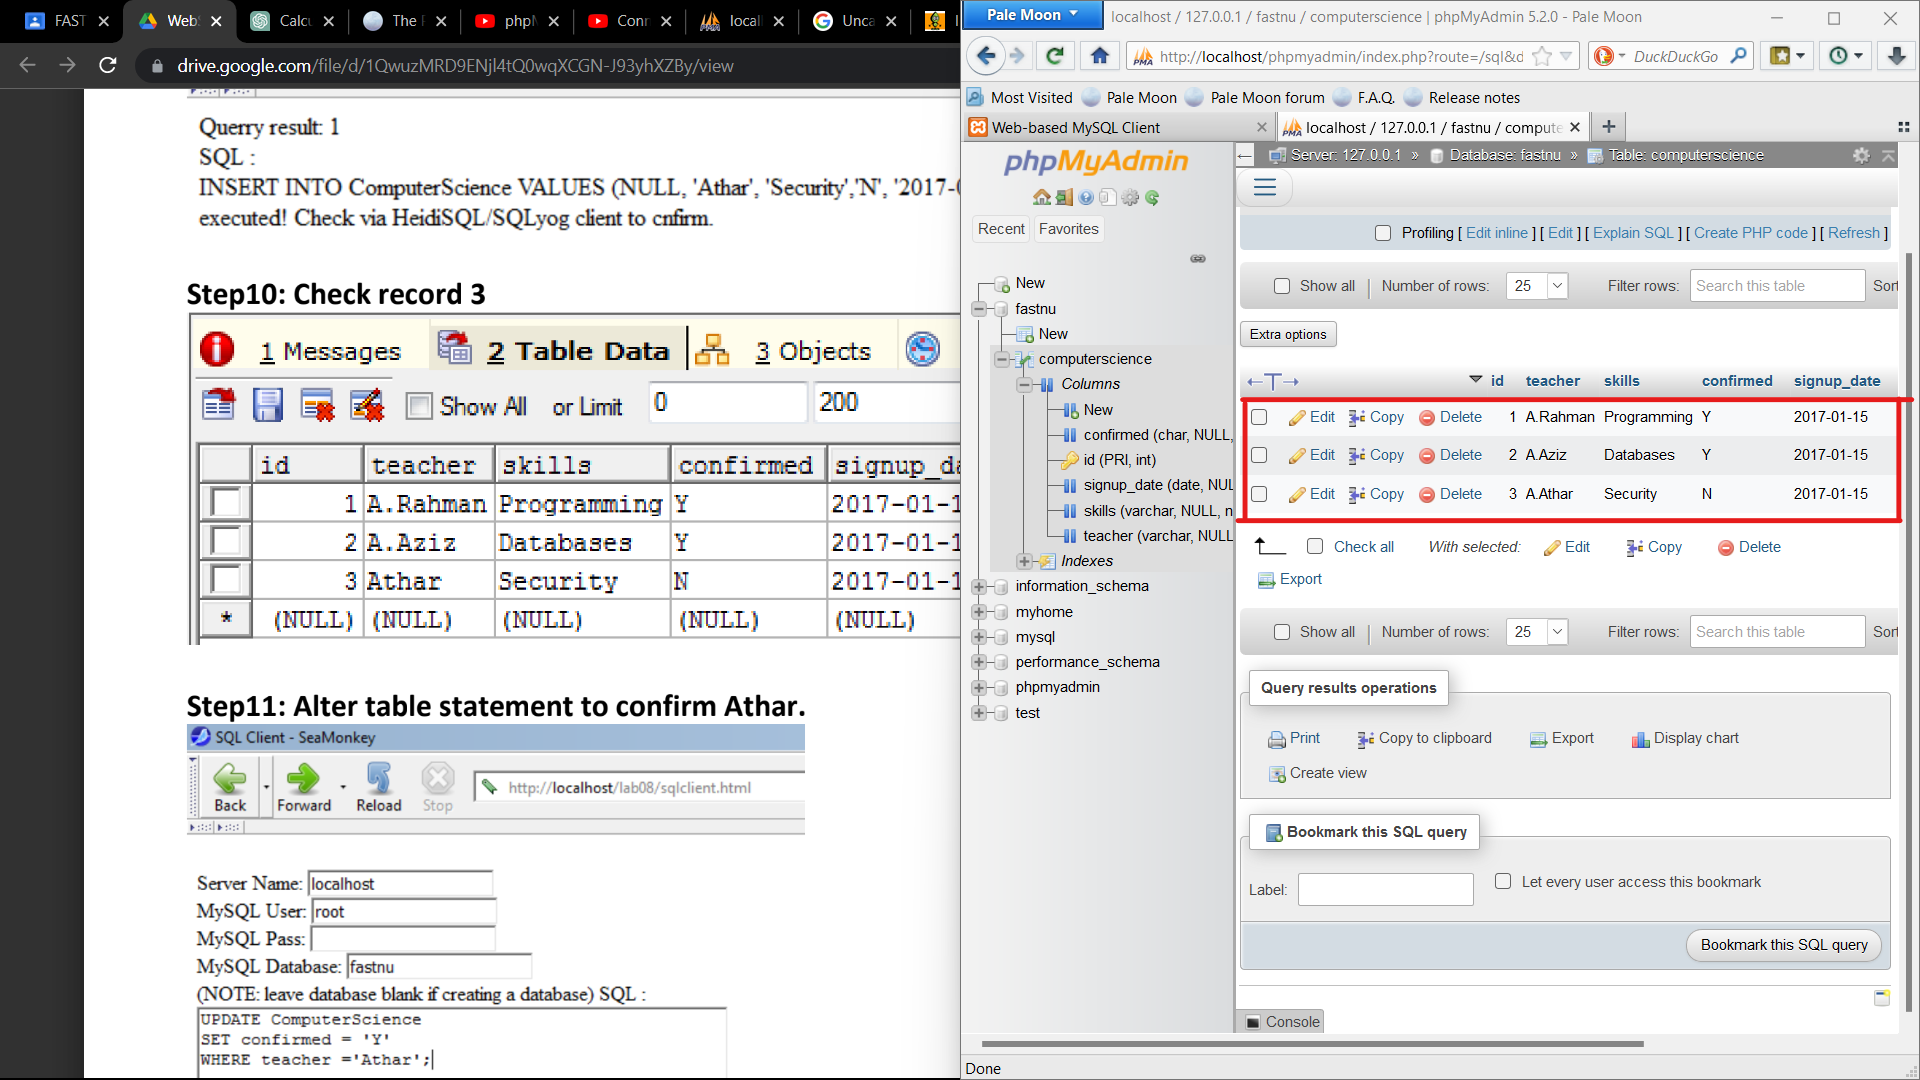 FAST
WebS
Calcu
The P
phpM
Conn
locall
Unca
drive.google.com/file/d/1QwuzMRD9ENjl4tQ0wqXCGN-J93yhXZBy/view
Querry result: 1
SQL :
INSERT INTO ComputerScience VALUES (NULL, 'Athar', 'Security','N', '2017-0
executed! Check via HeidiSQL/SQLyog client to cnfirm.
Step10: Check record 3
1 Messages 2 Table Data 3 Objects
Show All or Limit 0 200
id teacher skills confirmed signup_da
1 A.Rahman Programming Y 2017-01-1
2 A.Aziz Databases Y 2017-01-1
3 Athar Security N 2017-01-1
* (NULL) (NULL) (NULL) (NULL) (NULL)
Step11: Alter table statement to confirm Athar.
SQL Client - SeaMonkey
Back Forward Reload Stop http://localhost/lab08/sqlclient.html
Server Name: localhost
MySQL User: root
MySQL Pass:
MySQL Database: fastnu
(NOTE: leave database blank if creating a database) SQL :
UPDATE ComputerScience
SET confirmed = 'Y'
WHERE teacher ='Athar';
Pale Moon
localhost / 127.0.0.1 / fastnu / computerscience | phpMyAdmin 5.2.0 - Pale Moon
PMA http://localhost/phpmyadmin/index.php?route=/sql&d DuckDuckGo
Most Visited Pale Moon Pale Moon forum F.A.Q. Release notes
Web-based MySQL Client
PMA localhost / 127.0.0.1 / fastnu / compute
phpMyAdmin
Recent Favorites
New
fastnu
New
computerscience
Columns
New
confirmed (char, NULL,
id (PRI, int)
signup_date (date, NUL
skills (varchar, NULL, n
teacher (varchar, NULL
Indexes
information_schema
myhome
mysql
performance_schema
phpmyadmin
test
Server: 127.0.0.1 » Database: fastnu » Table: computerscience
Profiling [ Edit inline ] [ Edit ] [ Explain SQL ] [ Create PHP code ] [ Refresh ]
Show all | Number of rows: 25 Filter rows: Search this table Sort
Extra options
←T→ id teacher skills confirmed signup_date
Edit Copy Delete 1 A.Rahman Programming Y 2017-01-15
Edit Copy Delete 2 A.Aziz Databases Y 2017-01-15
Edit Copy Delete 3 A.Athar Security N 2017-01-15
Check all With selected: Edit Copy Delete
Export
Show all | Number of rows: 25 Filter rows: Search this table Sort
Query results operations
Print Copy to clipboard Export Display chart
Create view
Bookmark this SQL query
Label: Let every user access this bookmark
Bookmark this SQL query
Console
Done